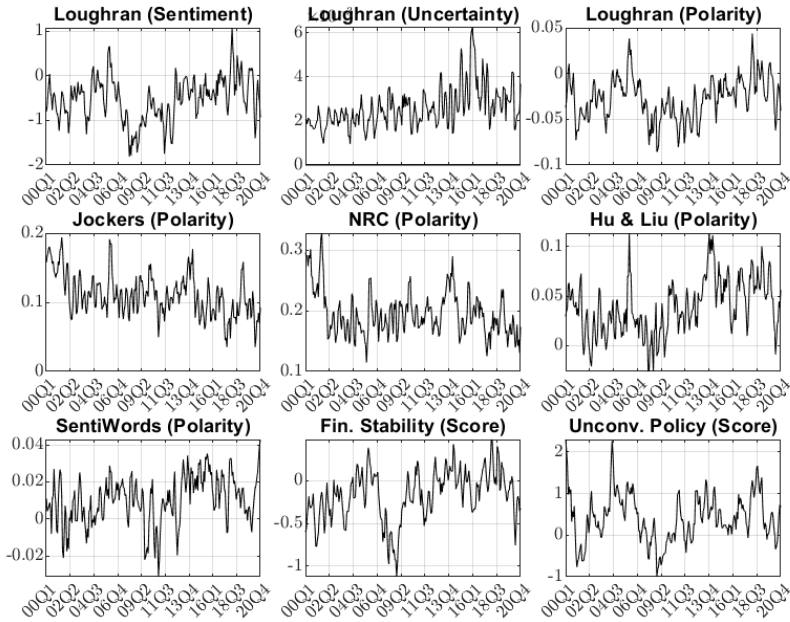 Loughran (Sentiment)
1
0
-1
-2
00Q1 02Q2 04Q3 06Q4 09Q2 11Q3 13Q4 16Q1 18Q3 20Q4
Loughran (Uncertainty)
6
4
2
0
00Q1 02Q2 04Q3 06Q4 09Q2 11Q3 13Q4 16Q1 18Q3 20Q4
Loughran (Polarity)
0.05
0
-0.05
-0.1
00Q1 02Q2 04Q3 06Q4 09Q2 11Q3 13Q4 16Q1 18Q3 20Q4
Jockers (Polarity)
0.2
0.1
0
00Q1 02Q2 04Q3 06Q4 09Q2 11Q3 13Q4 16Q1 18Q3 20Q4
NRC (Polarity)
0.3
0.2
0.1
00Q1 02Q2 04Q3 06Q4 09Q2 11Q3 13Q4 16Q1 18Q3 20Q4
Hu & Liu (Polarity)
0.1
0.05
0
00Q1 02Q2 04Q3 06Q4 09Q2 11Q3 13Q4 16Q1 18Q3 20Q4
SentiWords (Polarity)
0.04
0.02
0
-0.02
00Q1 02Q2 04Q3 06Q4 09Q2 11Q3 13Q4 16Q1 18Q3 20Q4
Fin. Stability (Score)
0
-0.5
-1
00Q1 02Q2 04Q3 06Q4 09Q2 11Q3 13Q4 16Q1 18Q3 20Q4
Unconv. Policy (Score)
2
1
0
-1
00Q1 02Q2 04Q3 06Q4 09Q2 11Q3 13Q4 16Q1 18Q3 20Q4